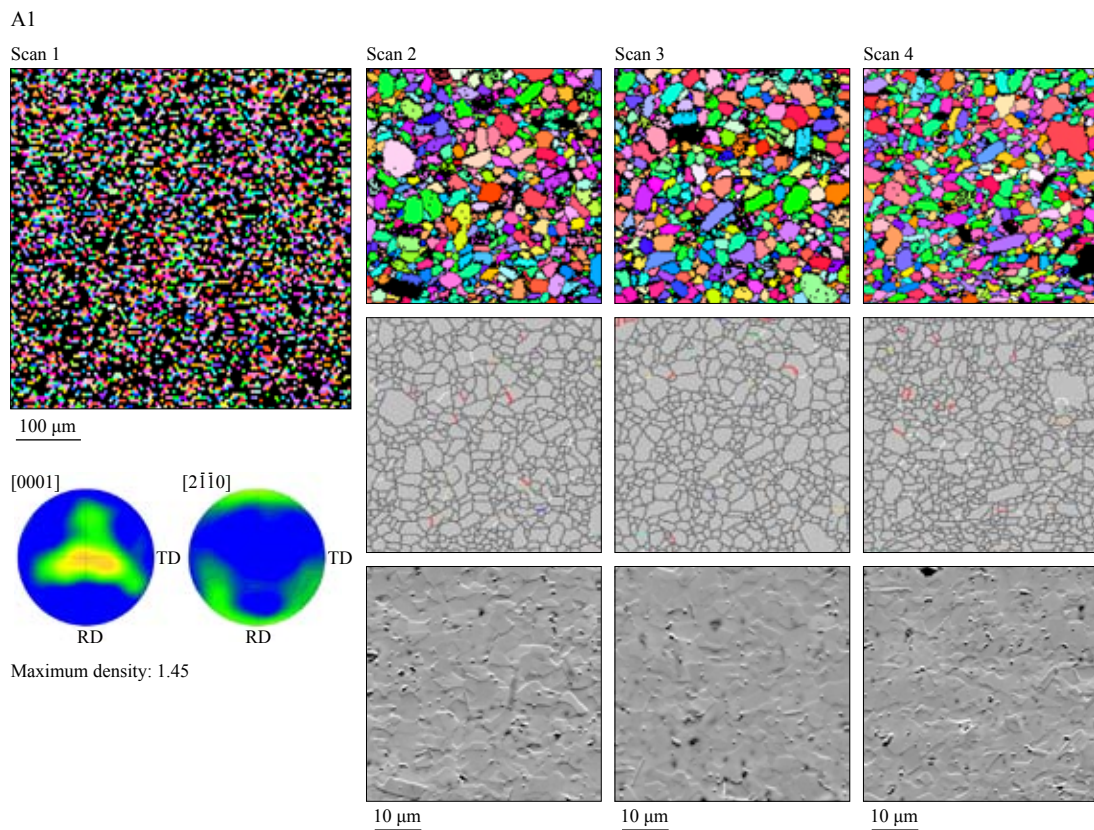 A1
Scan 1
Scan 2
Scan 3
Scan 4
100 µm
[0001]
[21̄1̄0]
TD
TD
RD
RD
Maximum density: 1.45
10 µm
10 µm
10 µm